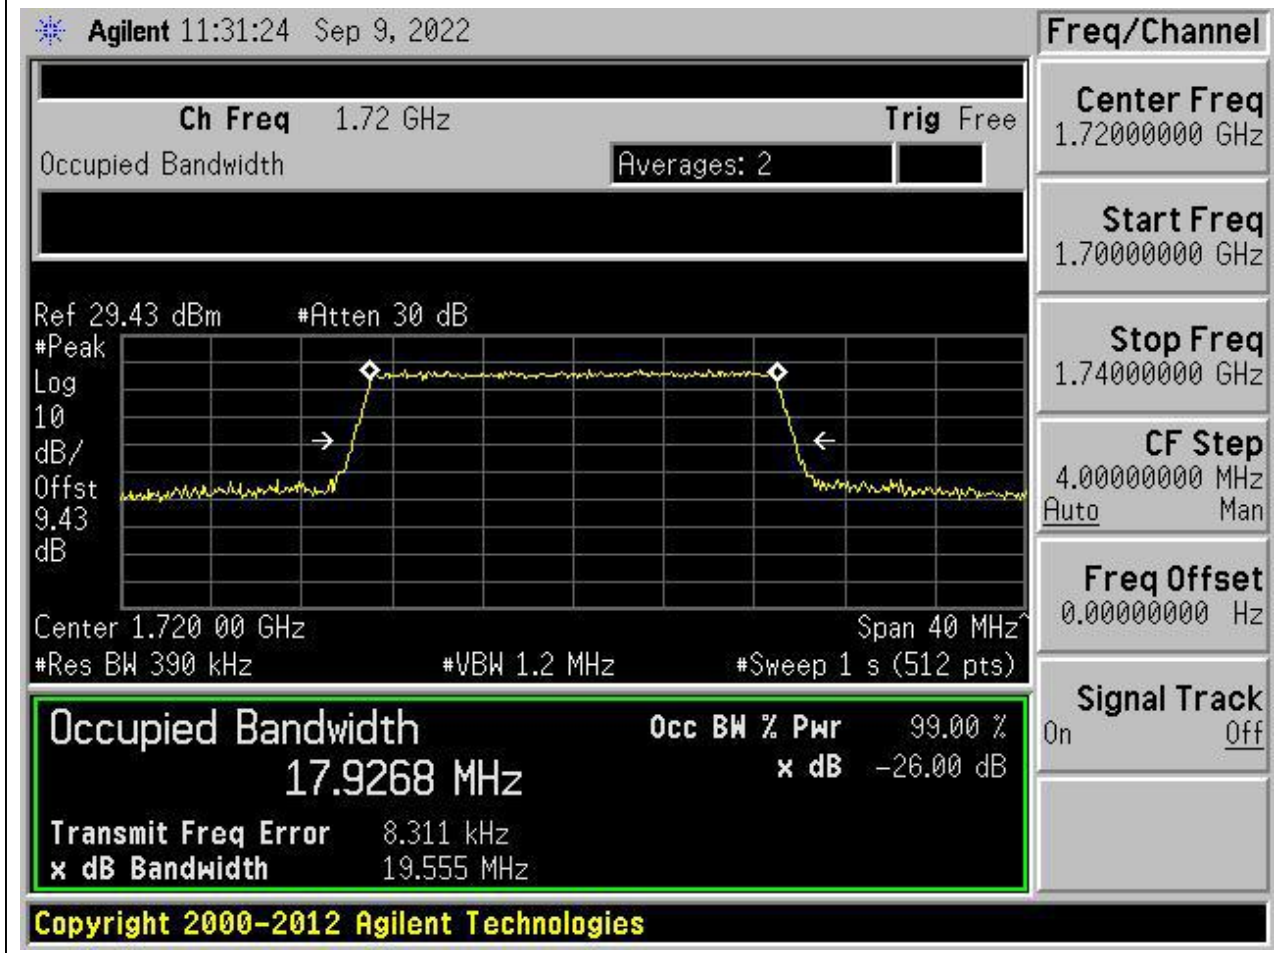 Agilent 11:31:24 Sep 9, 2022
Freq/Channel
Ch Freq 1.72 GHz Trig Free
Occupied Bandwidth Averages: 2
Center Freq
1.72000000 GHz
Start Freq
1.70000000 GHz
Stop Freq
1.74000000 GHz
CF Step
4.00000000 MHz
Auto Man
Freq Offset
0.00000000 Hz
Signal Track
On Off
Ref 29.43 dBm #Atten 30 dB
#Peak
Log
10
dB/
Offst
9.43
dB
Center 1.720 00 GHz Span 40 MHz^
#Res BW 390 kHz #VBW 1.2 MHz #Sweep 1 s (512 pts)
Occupied Bandwidth Occ BW % Pwr 99.00 %
17.9268 MHz x dB -26.00 dB
Transmit Freq Error 8.311 kHz
x dB Bandwidth 19.555 MHz
Copyright 2000-2012 Agilent Technologies